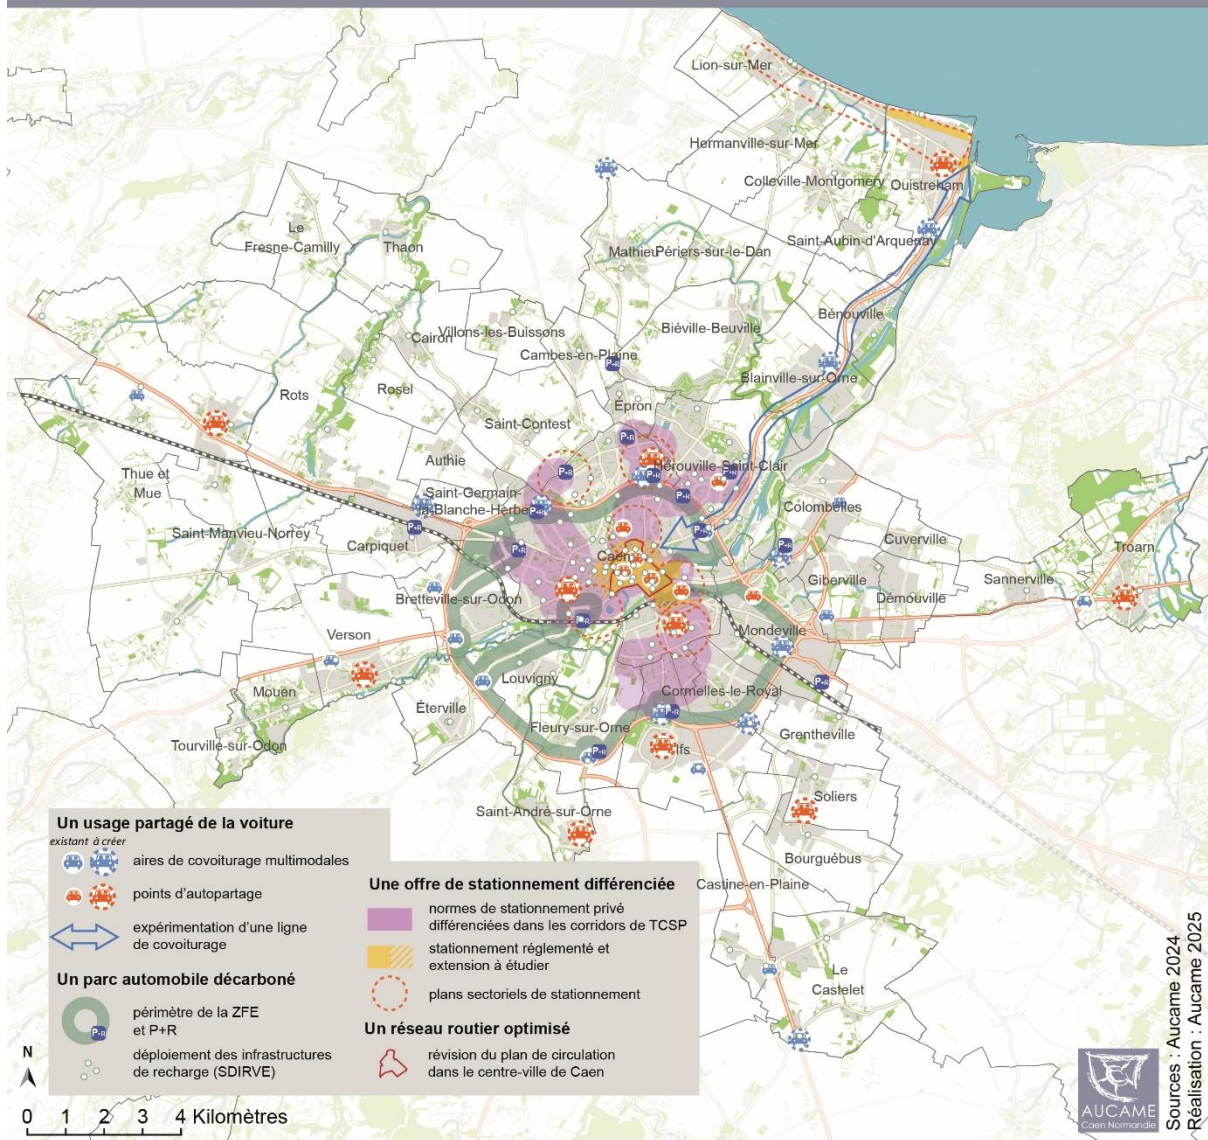 Lion-sur-Mer
Hermanville-sur-Mer
Colleville-Montgomery
Ouistreham
Le
Fresne-Camilly
Thaon
Mathieu
Périers-sur-le-Dan
Saint-Aubin-d'Arquenay
Bénouville
Villons-les-Buissons
Cairon
Cambes-en-Plaine
Biéville-Beuville
P+R
Blainville-sur-Orne
Rots
Rosel
Epron
Saint-Contest
P+R
Authie
Hérouville-Saint-Clair
P+R
P+R
P+R
Thue et
Mue
Saint-Germain-
la-Blanche-Herbe
P+R
P+R
Colombelles
Saint-Manvieu-Norrey
P+R
Carpiquet
P+R
P+R
P+R
Cuverville
Troarn
Caen
Giberville
Sannerville
Démouville
Bretteville-sur-Odon
P+R
Verson
Mondeville
Louvigny
P+R
Mouen
Éterville
Cormelles-le-Royal
P+R
Fleury-sur-Orne
Grentheville
Tourville-sur-Odon
P+R
Ifs
Soliers
Saint-André-sur-Orne
Bourguébus
Castine-en-Plaine
Le
Castelet
Un usage partagé de la voiture
existant à créer
aires de covoiturage multimodales
points d'autopartage
expérimentation d'une ligne
de covoiturage
Un parc automobile décarboné
périmètre de la ZFE
et P+R
P+R
déploiement des infrastructures
de recharge (SDIRVE)
Une offre de stationnement différenciée
normes de stationnement privé
différenciées dans les corridors de TCSP
stationnement réglementé et
extension à étudier
plans sectoriels de stationnement
Un réseau routier optimisé
révision du plan de circulation
dans le centre-ville de Caen
N
0 1 2 3 4 Kilomètres
AUCAME
Caen Normandie
Sources : Aucame 2024
Réalisation : Aucame 2025